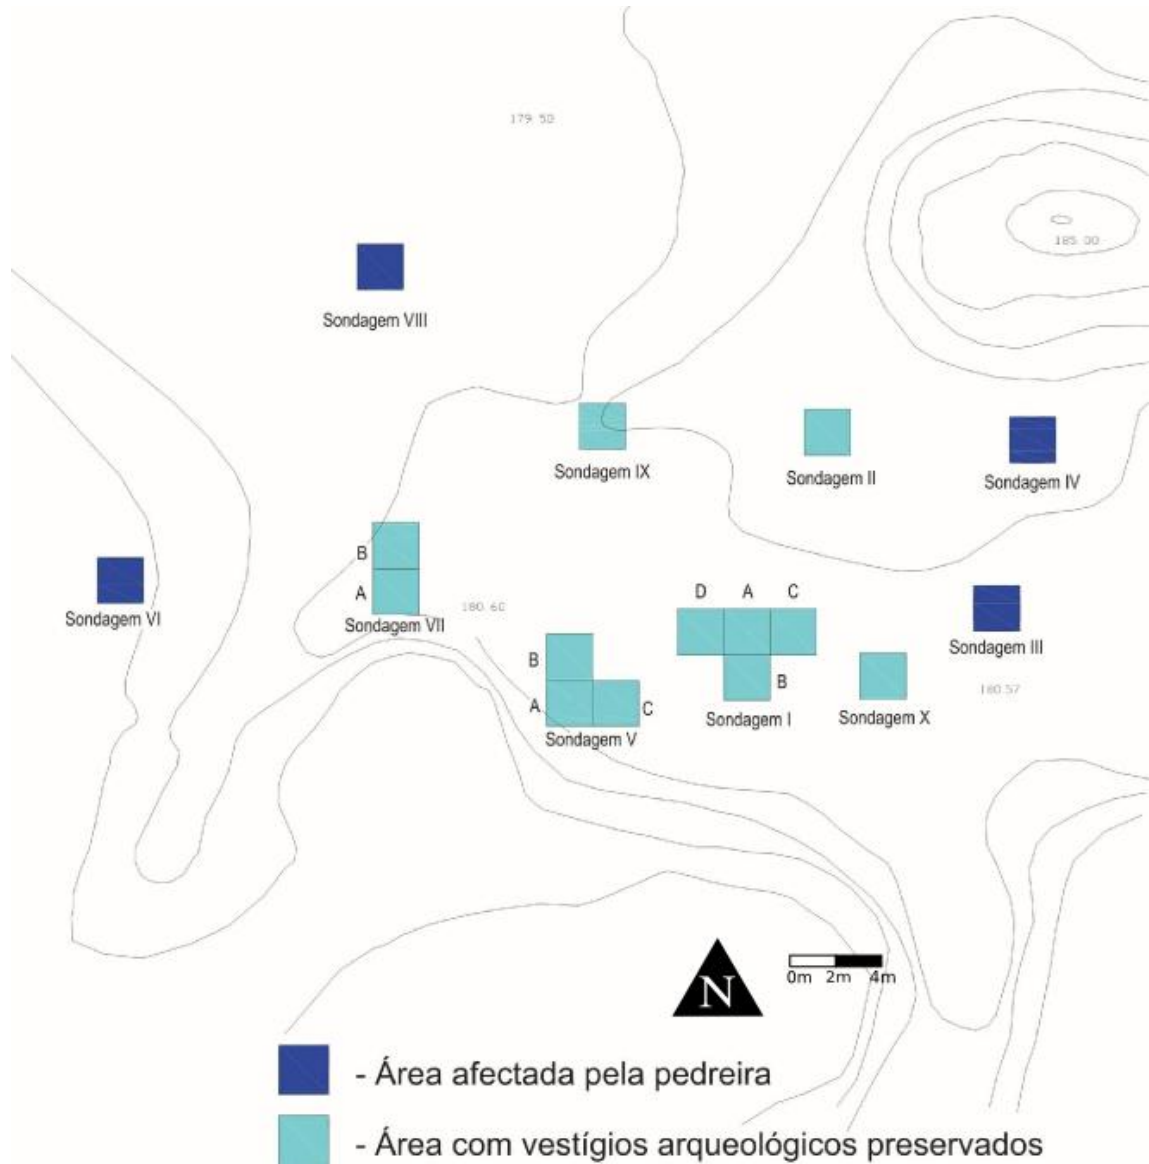 179.50
185.00
Sondagem VIII
Sondagem IX
Sondagem II
Sondagem IV
B
A
Sondagem VII
Sondagem VI
180.60
D A C
B
Sondagem I
B
A C
Sondagem V
Sondagem X
Sondagem III
180.57
N
0m 2m 4m
- Área afectada pela pedreira
- Área com vestígios arqueológicos preservados